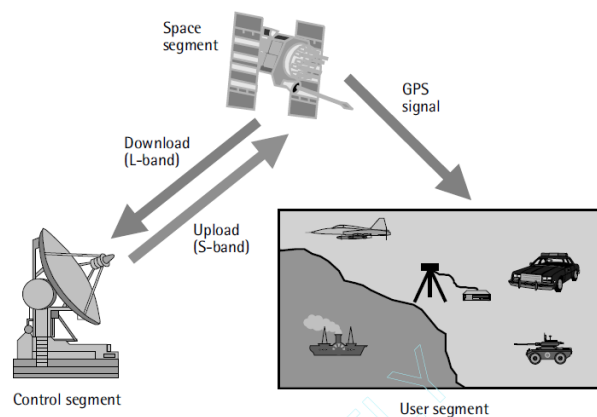 Space
segment
GPS
signal
Download
(L-band)
Upload
(S-band)
Control segment
User segment